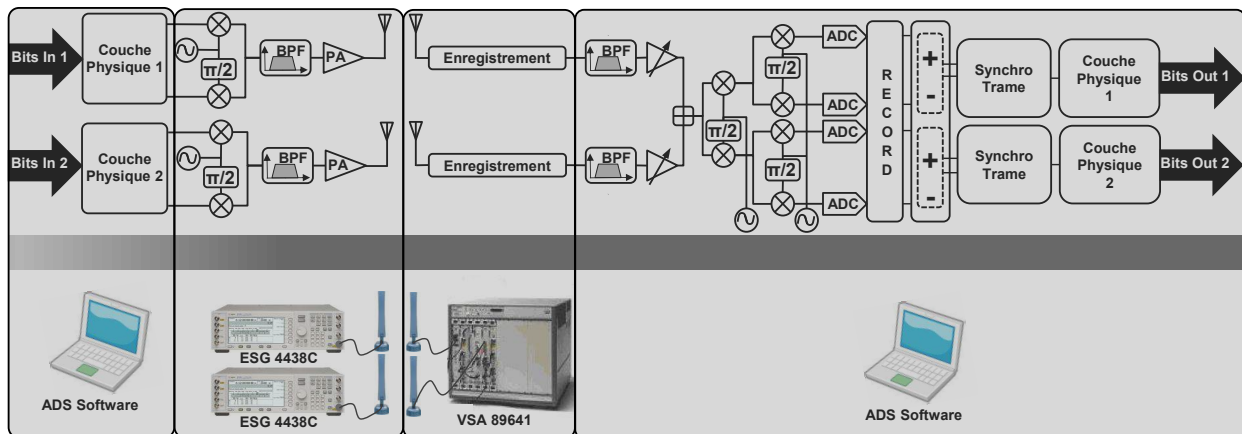 Bits In 1
Couche
Physique 1
π/2
BPF
PA
Bits In 2
Couche
Physique 2
π/2
BPF
PA
Enregistrement
Enregistrement
BPF
BPF
π/2
π/2
π/2
ADC
ADC
ADC
ADC
RECORD
+
-
+
-
Synchro
Trame
Couche
Physique
1
Bits Out 1
Synchro
Trame
Couche
Physique
2
Bits Out 2
ADS Software
ESG 4438C
ESG 4438C
VSA 89641
ADS Software